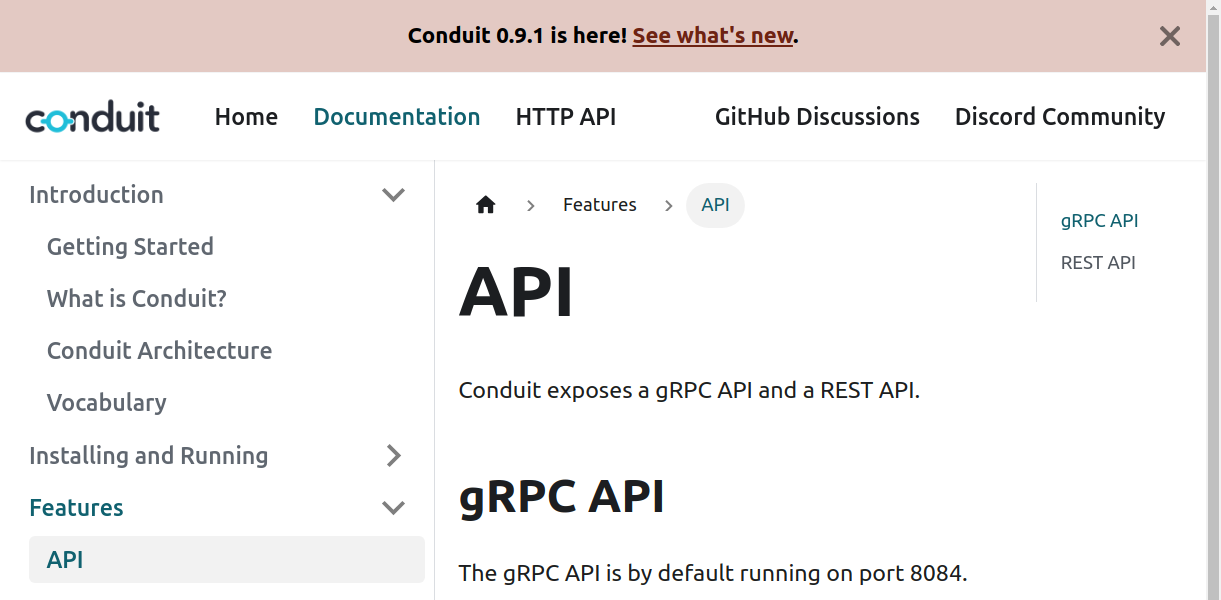 Conduit 0.9.1 is here! See what's new.
conduit
Home Documentation HTTP API GitHub Discussions Discord Community
Introduction
Getting Started
What is Conduit?
Conduit Architecture
Vocabulary
Installing and Running
Features
API
Features API
API
Conduit exposes a gRPC API and a REST API.
gRPC API
The gRPC API is by default running on port 8084.
gRPC API
REST API